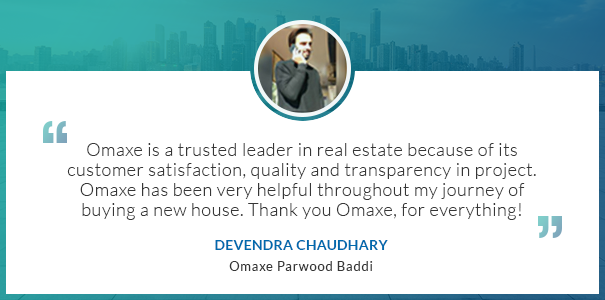 Omaxe is a trusted leader in real estate because of its
customer satisfaction, quality and transparency in project.
Omaxe has been very helpful throughout my journey of
buying a new house. Thank you Omaxe, for everything!
DEVENDRA CHAUDHARY
Omaxe Parwood Baddi